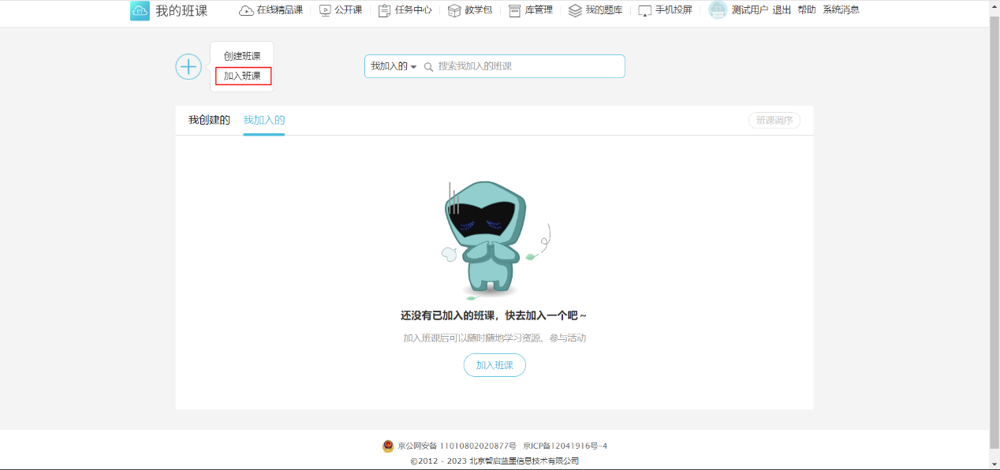 我的班课 在线精品课 公开课 任务中心 教学包 库管理 我的题库 手机投屏 测试用户 退出 帮助 系统消息
创建班课
加入班课
我加入的 搜索我加入的班课
我创建的 我加入的 班课调序
还没有已加入的班课，快去加入一个吧～
加入班课后可以随时随地学习资源、参与活动
加入班课
京公网安备 11010802020877号 京ICP备12041916号-4
©2012 - 2023 北京智启蓝墨信息技术有限公司